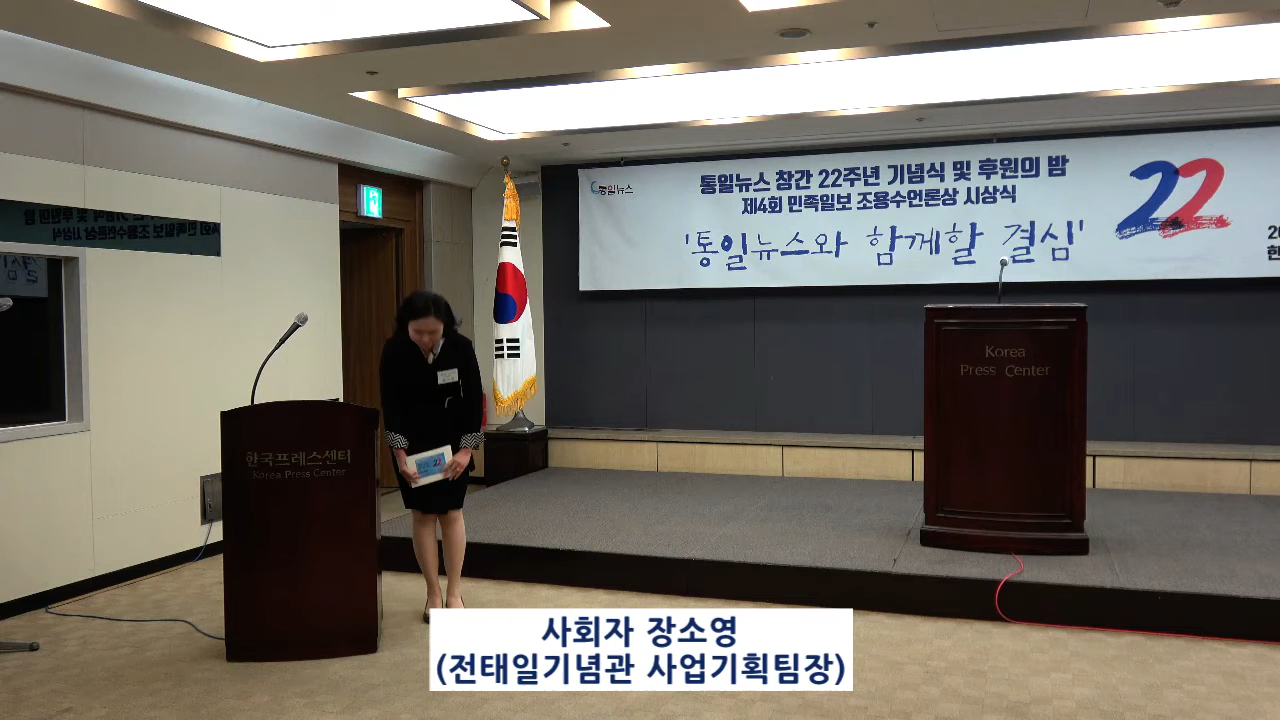 통일뉴스
통일뉴스 창간 22주년 기념식 및 후원의 밤
제4회 민족일보 조용수언론상 시상식
'통일뉴스와 함께할 결심'
22
20
한
Korea
Press Center
한국프레스센터
Korea Press Center
22
사회자 장소영
(전태일기념관 사업기획팀장)